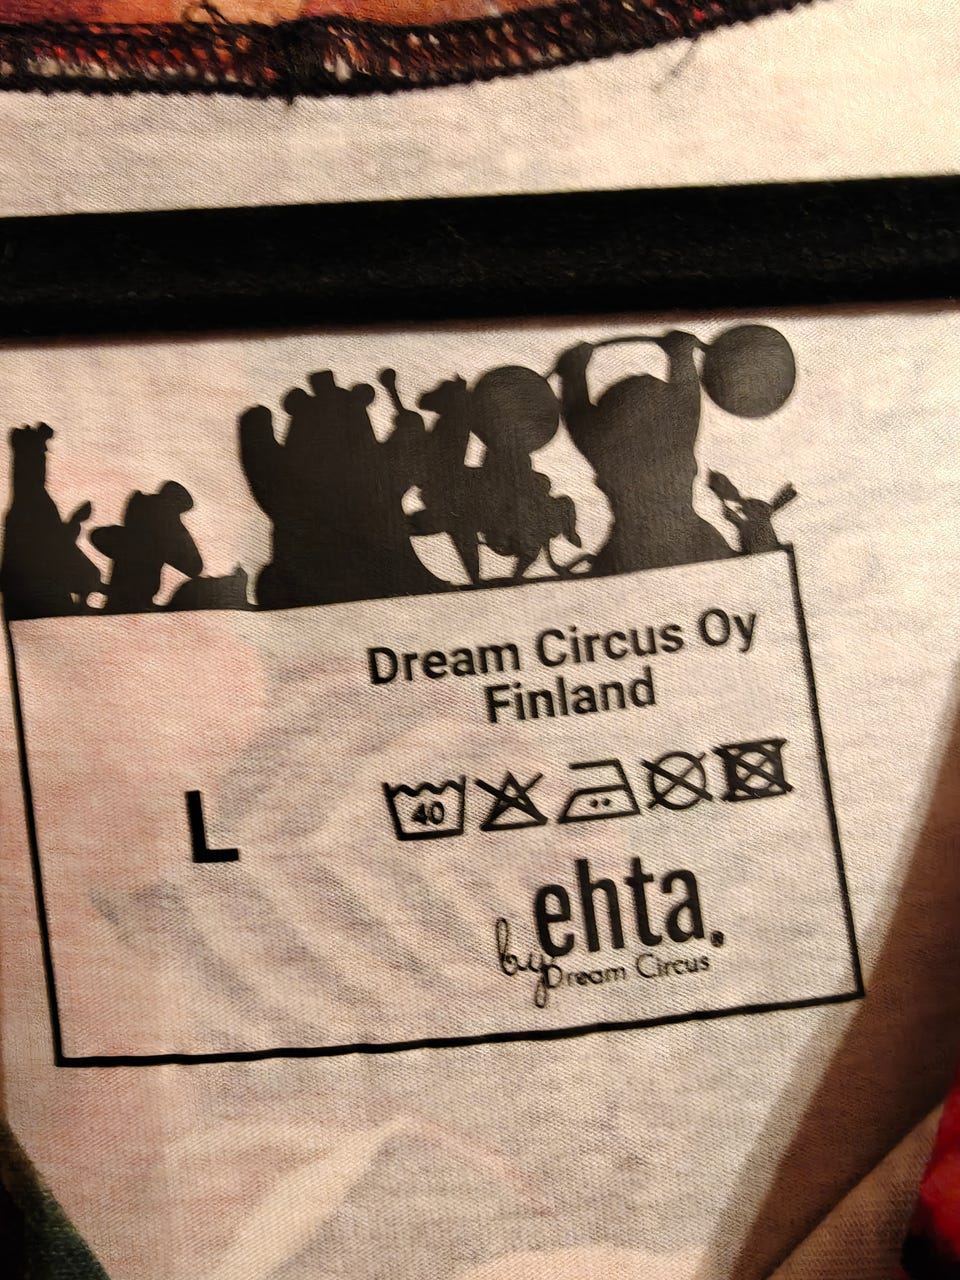 Dream Circus Oy
Finland
40
L
ehta.
by Dream Circus